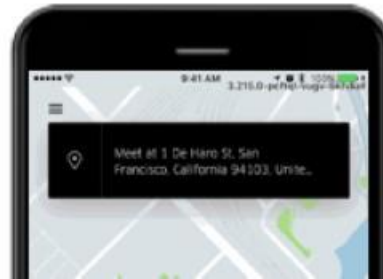 9:41 AM 100%
Meet at 1 De Haro St, San
Francisco, California 94103, Unite...